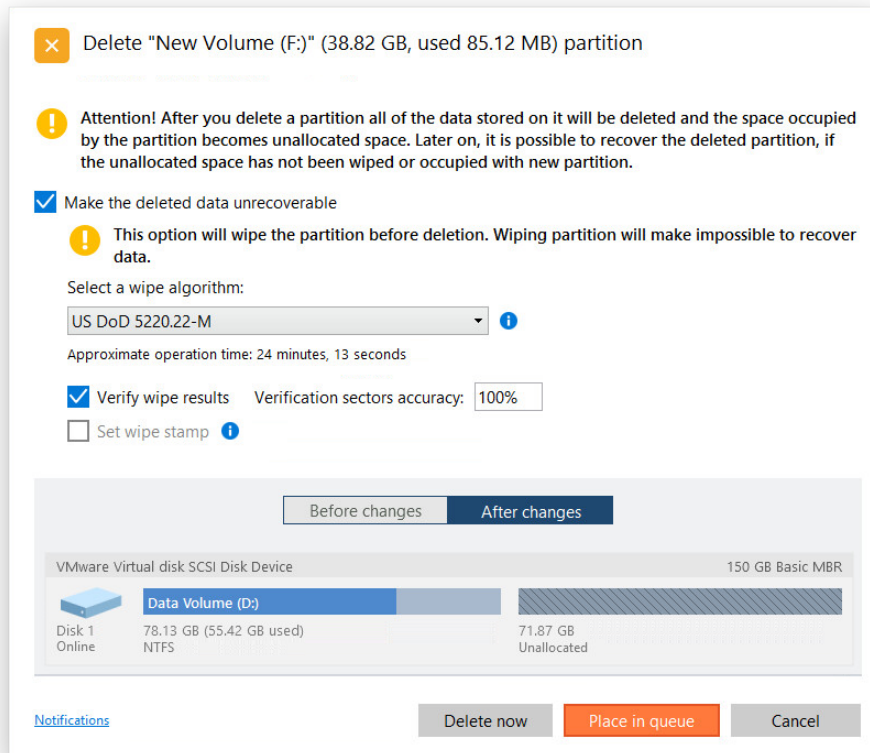 Delete "New Volume (F:)" (38.82 GB, used 85.12 MB) partition
Attention! After you delete a partition all of the data stored on it will be deleted and the space occupied
by the partition becomes unallocated space. Later on, it is possible to recover the deleted partition, if
the unallocated space has not been wiped or occupied with new partition.
Make the deleted data unrecoverable
This option will wipe the partition before deletion. Wiping partition will make impossible to recover
data.
Select a wipe algorithm:
US DoD 5220.22-M
Approximate operation time: 24 minutes, 13 seconds
Verify wipe results Verification sectors accuracy: 100%
Set wipe stamp
Before changes After changes
VMware Virtual disk SCSI Disk Device 150 GB Basic MBR
Data Volume (D:)
Disk 1 78.13 GB (55.42 GB used) 71.87 GB
Online NTFS Unallocated
Notifications Delete now Place in queue Cancel